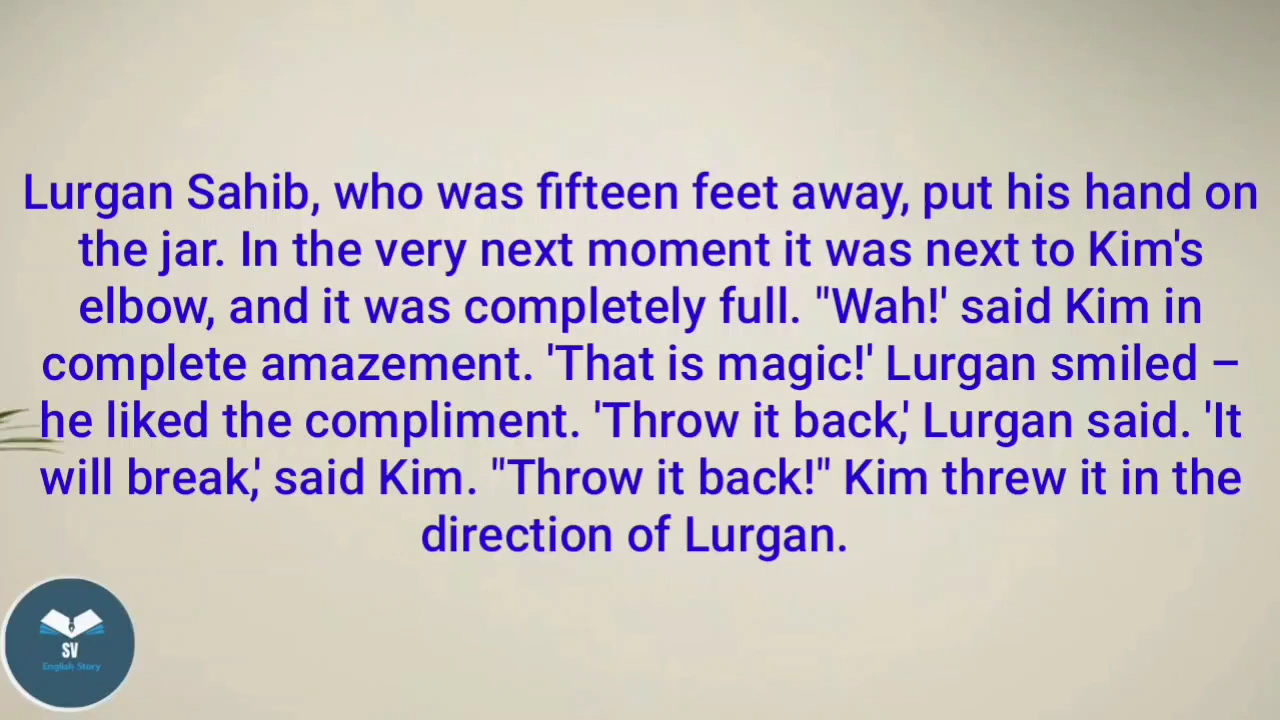 Lurgan Sahib, who was fifteen feet away, put his hand on
the jar. In the very next moment it was next to Kim's
elbow, and it was completely full. "Wah!' said Kim in
complete amazement. 'That is magic!' Lurgan smiled –
he liked the compliment. 'Throw it back,' Lurgan said. 'It
will break,' said Kim. "Throw it back!" Kim threw it in the
direction of Lurgan.
SV
English Story